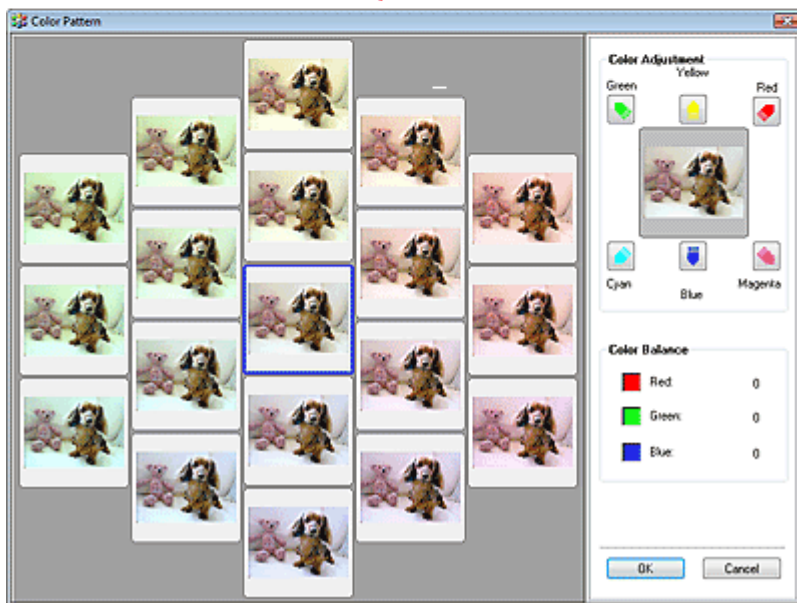 Color Pattern
Color Adjustment
Yellow
Green
Red
Cyan
Blue
Magenta
Color Balance
Red: 0
Green: 0
Blue: 0
OK
Cancel